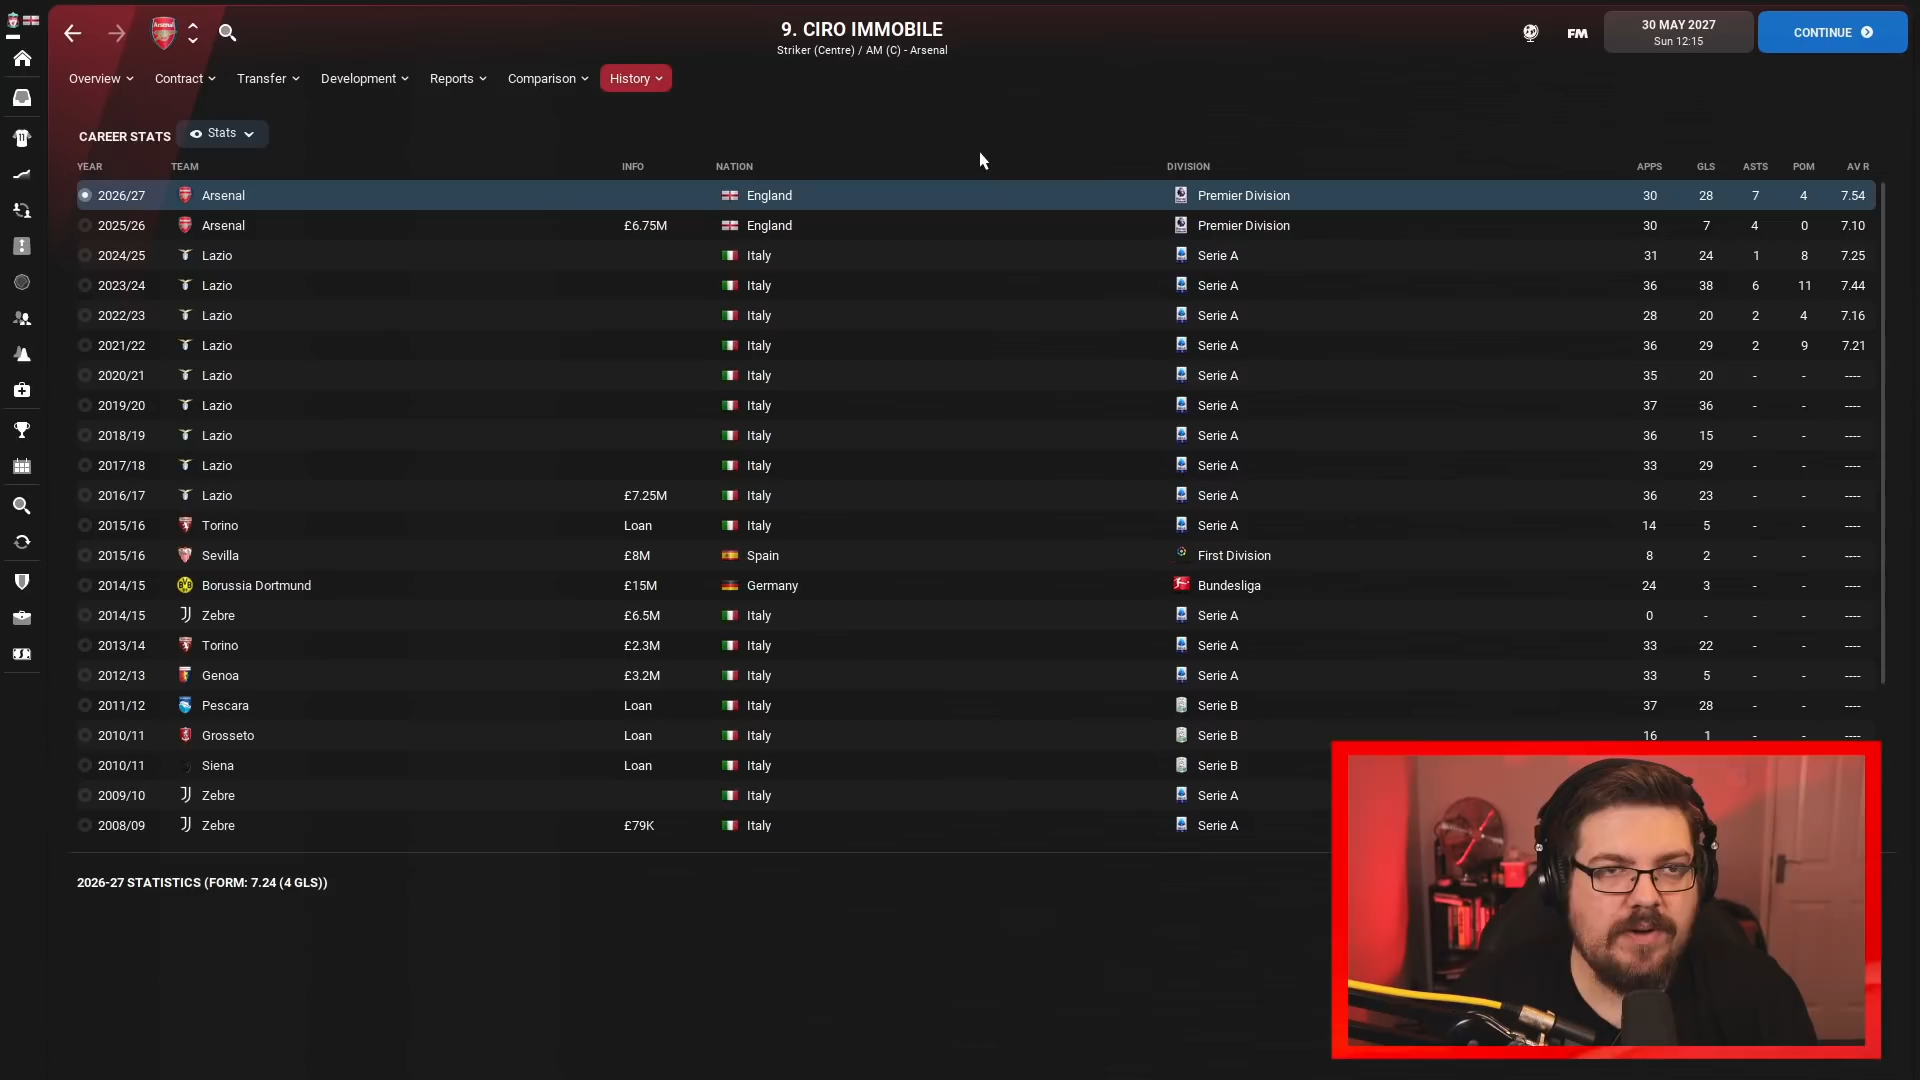 9. CIRO IMMOBILE
Striker (Centre) / AM (C) - Arsenal
FM
30 MAY 2027
Sun 12:15
CONTINUE
Overview Contract Transfer Development Reports Comparison History
CAREER STATS Stats
YEAR TEAM INFO NATION DIVISION APPS GLS ASTS POM AV R
2026/27 Arsenal England Premier Division 30 28 7 4 7.54
2025/26 Arsenal £6.75M England Premier Division 30 7 4 0 7.10
2024/25 Lazio Italy Serie A 31 24 1 8 7.25
2023/24 Lazio Italy Serie A 36 38 6 11 7.44
2022/23 Lazio Italy Serie A 28 20 2 4 7.16
2021/22 Lazio Italy Serie A 36 29 2 9 7.21
2020/21 Lazio Italy Serie A 35 20 - - ----
2019/20 Lazio Italy Serie A 37 36 - - ----
2018/19 Lazio Italy Serie A 36 15 - - ----
2017/18 Lazio Italy Serie A 33 29 - - ----
2016/17 Lazio £7.25M Italy Serie A 36 23 - - ----
2015/16 Torino Loan Italy Serie A 14 5 - - ----
2015/16 Sevilla £8M Spain First Division 8 2 - - ----
2014/15 Borussia Dortmund £15M Germany Bundesliga 24 3 - - ----
2014/15 Zebre £6.5M Italy Serie A 0 - - - ----
2013/14 Torino £2.3M Italy Serie A 33 22 - - ----
2012/13 Genoa £3.2M Italy Serie A 33 5 - - ----
2011/12 Pescara Loan Italy Serie B 37 28 - - ----
2010/11 Grosseto Loan Italy Serie B 16 1 - - ----
2010/11 Siena Loan Italy Serie B
2009/10 Zebre Italy Serie A
2008/09 Zebre £79K Italy Serie A
2026-27 STATISTICS (FORM: 7.24 (4 GLS))